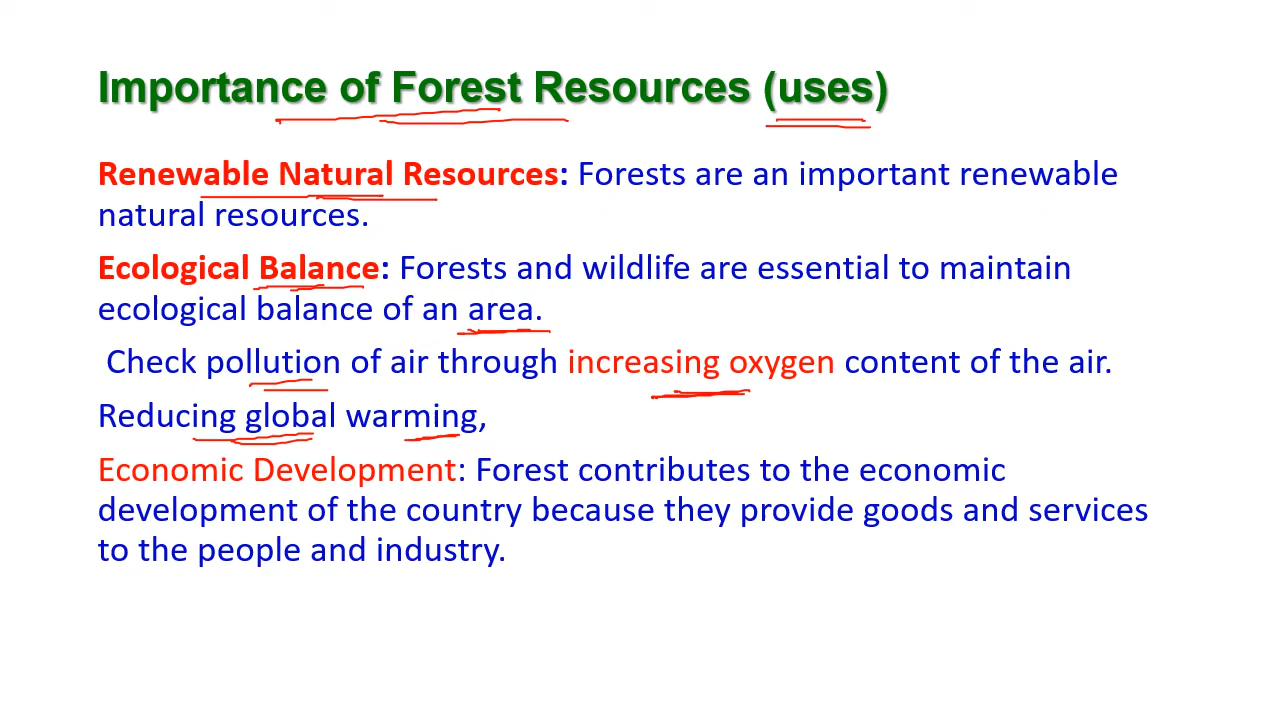 Importance of Forest Resources (uses)
Renewable Natural Resources: Forests are an important renewable
natural resources.
Ecological Balance: Forests and wildlife are essential to maintain
ecological balance of an area.
Check pollution of air through increasing oxygen content of the air.
Reducing global warming,
Economic Development: Forest contributes to the economic
development of the country because they provide goods and services
to the people and industry.